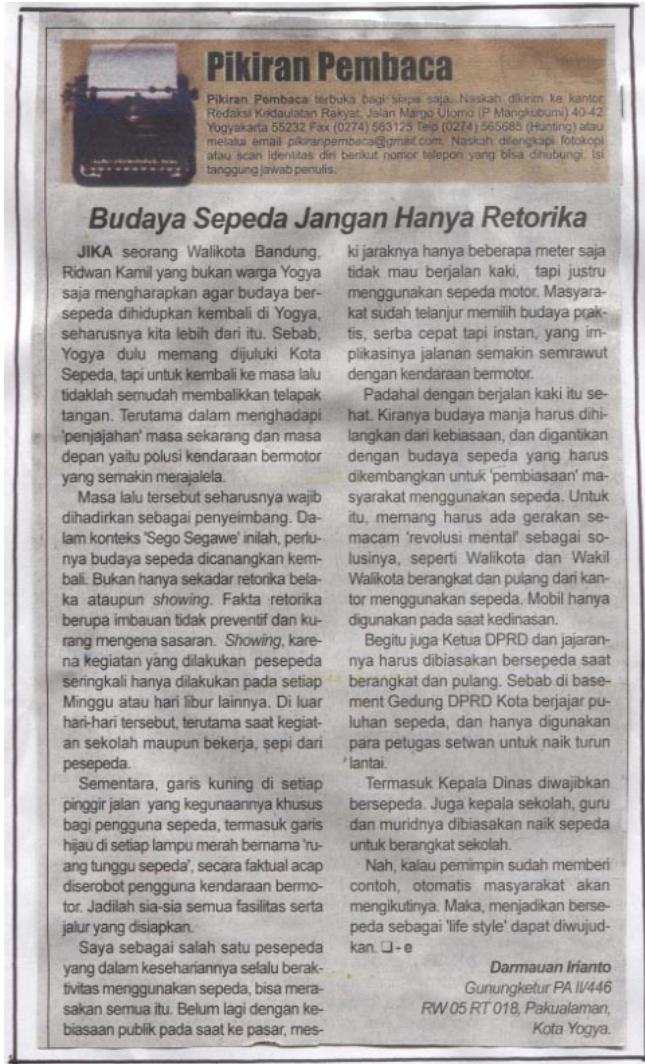 Pikiran Pembaca
Pikiran Pembaca terbuka bagi siapa saja. Naskah dikirim ke kantor
Redaksi Kedaulatan Rakyat, Jalan Margo Utomo (P Mangkubumi) 40-42
Yogyakarta 55232 Fax (0274) 563125 Telp (0274) 565685 (Hunting) atau
melalui email pikiranpembaca@gmail.com. Naskah dilengkapi fotokopi
atau scan identitas diri berikut nomor telepon yang bisa dihubungi. Isi
tanggung jawab penulis.
Budaya Sepeda Jangan Hanya Retorika
JIKA seorang Walikota Bandung,
Ridwan Kamil yang bukan warga Yogya
saja mengharapkan agar budaya ber-
sepeda dihidupkan kembali di Yogya,
seharusnya kita lebih dari itu. Sebab,
Yogya dulu memang dijuluki Kota
Sepeda, tapi untuk kembali ke masa lalu
tidaklah semudah membalikkan telapak
tangan. Terutama dalam menghadapi
'penjajahan' masa sekarang dan masa
depan yaitu polusi kendaraan bermotor
yang semakin merajalela.
Masa lalu tersebut seharusnya wajib
dihadirkan sebagai penyeimbang. Da-
lam konteks 'Sego Segawe' inilah, perlu-
nya budaya sepeda dicanangkan kem-
bali. Bukan hanya sekadar retorika bela-
ka ataupun showing. Fakta retorika
berupa imbauan tidak preventif dan ku-
rang mengena sasaran. Showing, kare-
na kegiatan yang dilakukan pesepeda
seringkali hanya dilakukan pada setiap
Minggu atau hari libur lainnya. Di luar
hari-hari tersebut, terutama saat kegiat-
an sekolah maupun bekerja, sepi dari
pesepeda.
Sementara, garis kuning di setiap
pinggir jalan yang kegunaannya khusus
bagi pengguna sepeda, termasuk garis
hijau di setiap lampu merah bernama 'ru-
ang tunggu sepeda', secara faktual acap
diserobot pengguna kendaraan bermo-
tor. Jadilah sia-sia semua fasilitas serta
jalur yang disiapkan.
Saya sebagai salah satu pesepeda
yang dalam kesehariannya selalu berak-
tivitas menggunakan sepeda, bisa mera-
sakan semua itu. Belum lagi dengan ke-
biasaan publik pada saat ke pasar, mes-
ki jaraknya hanya beberapa meter saja
tidak mau berjalan kaki, tapi justru
menggunakan sepeda motor. Masyara-
kat sudah telanjur memilih budaya prak-
tis, serba cepat tapi instan, yang im-
plikasinya jalanan semakin semrawut
dengan kendaraan bermotor.
Padahal dengan berjalan kaki itu se-
hat. Kiranya budaya manja harus dihi-
langkan dari kebiasaan, dan digantikan
dengan budaya sepeda yang harus
dikembangkan untuk 'pembiasaan' ma-
syarakat menggunakan sepeda. Untuk
itu, memang harus ada gerakan se-
macam 'revolusi mental' sebagai so-
lusinya, seperti Walikota dan Wakil
Walikota berangkat dan pulang dari kan-
tor menggunakan sepeda. Mobil hanya
digunakan pada saat kedinasan.
Begitu juga Ketua DPRD dan jajaran-
nya harus dibiasakan bersepeda saat
berangkat dan pulang. Sebab di base-
ment Gedung DPRD Kota berjajar pu-
luhan sepeda, dan hanya digunakan
para petugas setwan untuk naik turun
lantai.
Termasuk Kepala Dinas diwajibkan
bersepeda. Juga kepala sekolah, guru
dan muridnya dibiasakan naik sepeda
untuk berangkat sekolah.
Nah, kalau pemimpin sudah memberi
contoh, otomatis masyarakat akan
mengikutinya. Maka, menjadikan berse-
peda sebagai 'life style' dapat diwujud-
kan. ❑ - e
Darmauan Irianto
Gunungketur PA II/446
RW 05 RT 018, Pakualaman,
Kota Yogya.